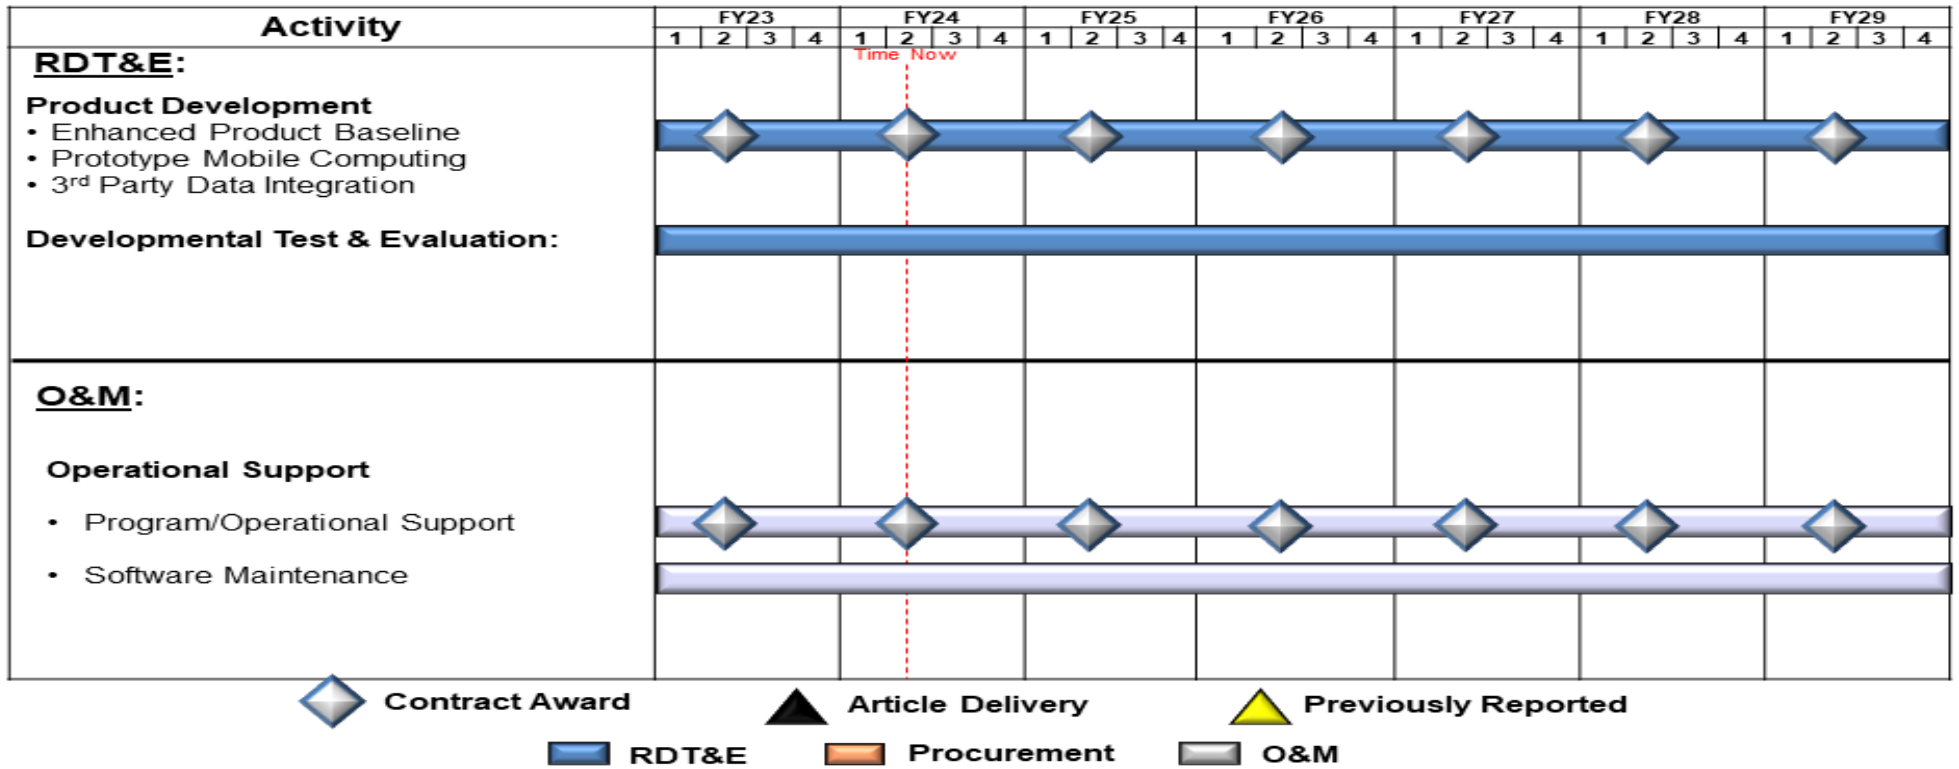 Activity
FY23 FY24 FY25 FY26 FY27 FY28 FY29
1 2 3 4 1 2 3 4 1 2 3 4 1 2 3 4 1 2 3 4 1 2 3 4 1 2 3 4
Time Now
RDT&E:
Product Development
• Enhanced Product Baseline
• Prototype Mobile Computing
• 3rd Party Data Integration
Developmental Test & Evaluation:
O&M:
Operational Support
• Program/Operational Support
• Software Maintenance
Contract Award Article Delivery Previously Reported
RDT&E Procurement O&M